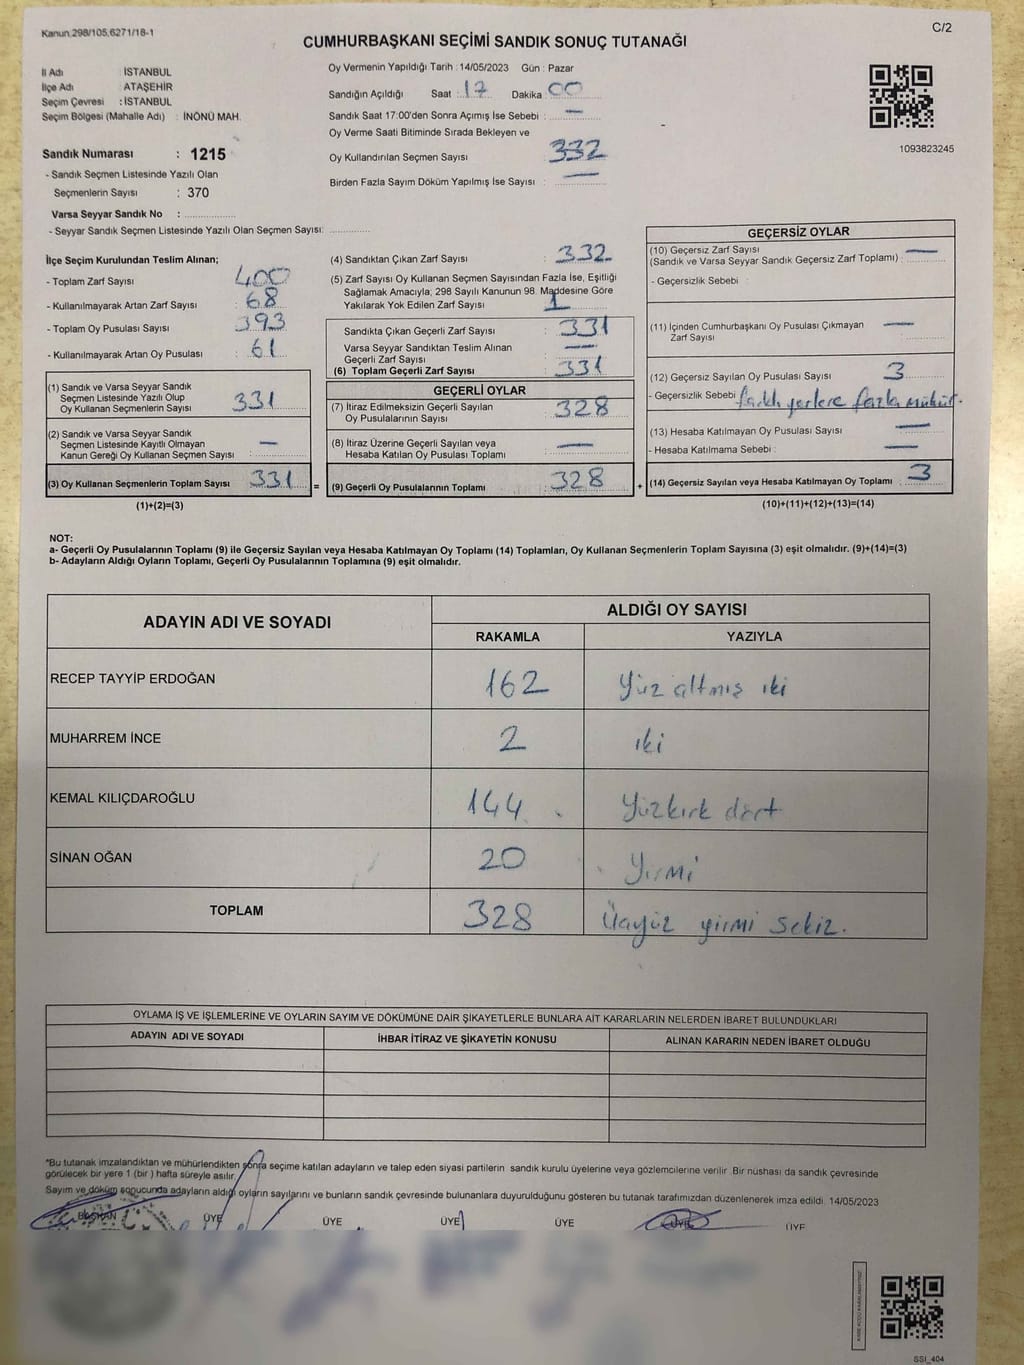 Kanun 298/105,6271/18-1
C/2
CUMHURBAŞKANI SEÇİMİ SANDIK SONUÇ TUTANAĞI
İl Adı : İSTANBUL
İlçe Adı ATAŞEHİR
Seçim Çevresi : İSTANBUL
Seçim Bölgesi (Mahalle Adı) : İNÖNÜ MAH.
Sandık Numarası : 1215
- Sandık Seçmen Listesinde Yazılı Olan
Seçmenlerin Sayısı : 370
Varsa Seyyar Sandık No :
- Seyyar Sandık Seçmen Listesinde Yazılı Olan Seçmen Sayısı:
Oy Vermenin Yapıldığı Tarih : 14/05/2023 Gün : Pazar
Sandığın Açıldığı Saat : 17 Dakika : 00
Sandık Saat 17:00'den Sonra Açımış İse Sebebi : —
Oy Verme Saati Bitiminde Sırada Bekleyen ve
Oy Kullandırılan Seçmen Sayısı 332
Birden Fazla Sayım Döküm Yapılmış İse Sayısı : —
1093823245
İlçe Seçim Kurulundan Teslim Alınan;
- Toplam Zarf Sayısı : 400
- Kullanılmayarak Artan Zarf Sayısı : 68
- Toplam Oy Pusulası Sayısı : 393
- Kullanılmayarak Artan Oy Pusulası : 61
(1) Sandık ve Varsa Seyyar Sandık
Seçmen Listesinde Yazılı Olup
Oy Kullanan Seçmenlerin Sayısı : 331
(2) Sandık ve Varsa Seyyar Sandık
Seçmen Listesinde Kayıtlı Olmayan
Kanun Gereği Oy Kullanan Seçmen Sayısı : —
(3) Oy Kullanan Seçmenlerin Toplam Sayısı : 331
(1)+(2)=(3)
=
(4) Sandıktan Çıkan Zarf Sayısı : 332
(5) Zarf Sayısı Oy Kullanan Seçmen Sayısından Fazla İse, Eşitliği
Sağlamak Amacıyla; 298 Sayılı Kanunun 98. Maddesine Göre
Yakılarak Yok Edilen Zarf Sayısı : 1
Sandıkta Çıkan Geçerli Zarf Sayısı : 331
Varsa Seyyar Sandıktan Teslim Alınan
Geçerli Zarf Sayısı : —
(6) Toplam Geçerli Zarf Sayısı : 331
GEÇERLİ OYLAR
(7) İtiraz Edilmeksizin Geçerli Sayılan
Oy Pusulalarının Sayısı : 328
(8) İtiraz Üzerine Geçerli Sayılan veya
Hesaba Katılan Oy Pusulası Toplamı : —
(9) Geçerli Oy Pusulalarının Toplamı : 328
+
GEÇERSİZ OYLAR
(10) Geçersiz Zarf Sayısı
(Sandık ve Varsa Seyyar Sandık Geçersiz Zarf Toplamı) : —
- Geçersizlik Sebebi :
(11) İçinden Cumhurbaşkanı Oy Pusulası Çıkmayan
Zarf Sayısı : —
(12) Geçersiz Sayılan Oy Pusulası Sayısı : 3
- Geçersizlik Sebebi : farklı yerlere fazla mühür.
(13) Hesaba Katılmayan Oy Pusulası Sayısı : —
- Hesaba Katılmama Sebebi : —
(14) Geçersiz Sayılan veya Hesaba Katılmayan Oy Toplamı : 3
(10)+(11)+(12)+(13)=(14)
NOT:
a- Geçerli Oy Pusulalarının Toplamı (9) ile Geçersiz Sayılan veya Hesaba Katılmayan Oy Toplamı (14) Toplamları, Oy Kullanan Seçmenlerin Toplam Sayısına (3) eşit olmalıdır. (9)+(14)=(3)
b- Adayların Aldığı Oyların Toplamı, Geçerli Oy Pusulalarının Toplamına (9) eşit olmalıdır.
ADAYIN ADI VE SOYADI
ALDIĞI OY SAYISI
RAKAMLA YAZIYLA
RECEP TAYYİP ERDOĞAN 162 Yüz altmış iki
MUHARREM İNCE 2 iki
KEMAL KILIÇDAROĞLU 144 Yüzkırk dört
SİNAN OĞAN 20 Yirmi
TOPLAM 328 Üçyüz yirmi sekiz.
OYLAMA İŞ VE İŞLEMLERİNE VE OYLARIN SAYIM VE DÖKÜMÜNE DAİR ŞİKAYETLERLE BUNLARA AİT KARARLARIN NELERDEN İBARET BULUNDUKLARI
ADAYIN ADI VE SOYADI İHBAR İTİRAZ VE ŞİKAYETİN KONUSU ALINAN KARARIN NEDEN İBARET OLDUĞU
*Bu tutanak imzalandıktan ve mühürlendikten sonra seçime katılan adayların ve talep eden siyasi partilerin sandık kurulu üyelerine veya gözlemcilerine verilir. Bir nüshası da sandık çevresinde
görülecek bir yere 1 (bir) hafta süreyle asılır.
Sayım ve döküm sonucunda adayların aldığı oyların sayılarını ve bunların sandık çevresinde bulunanlara duyurulduğunu gösteren bu tutanak tarafımızdan düzenlenerek imza edildi. 14/05/2023
BAŞKAN ÜYE ÜYE ÜYE ÜYE ÜYE ÜYE
SSİ_404